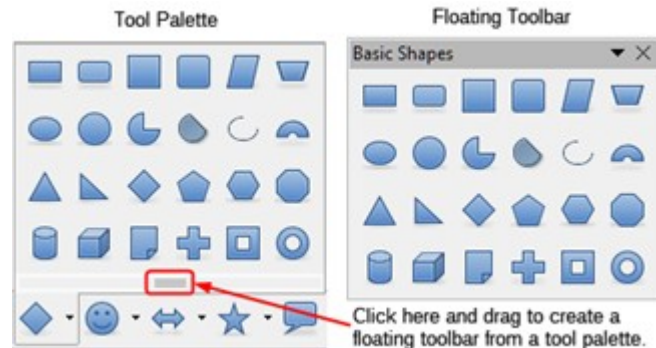 Tool Palette
Floating Toolbar
Basic Shapes
Click here and drag to create a
floating toolbar from a tool palette.